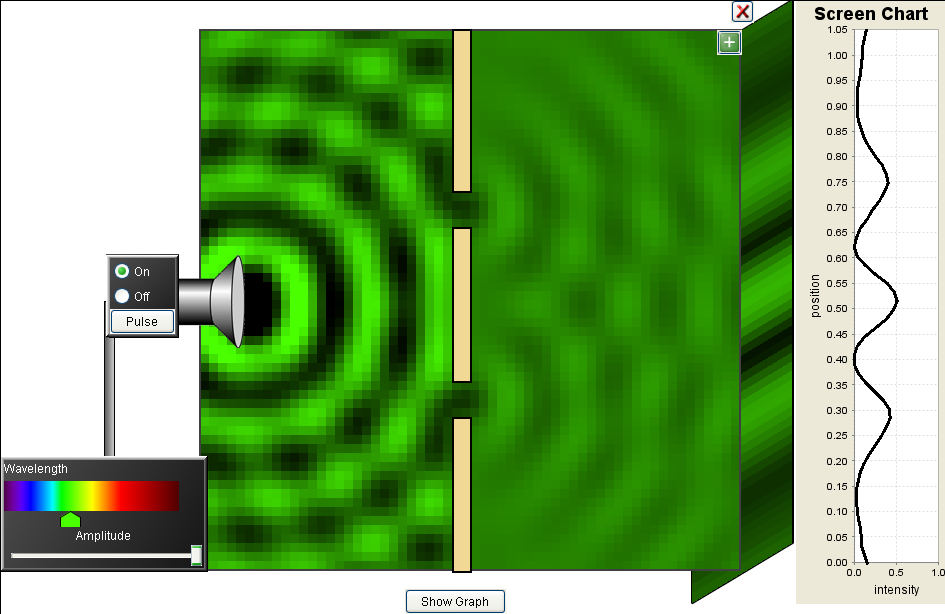 Screen Chart
On
Off
Pulse
Wavelength
Amplitude
Show Graph
position
1.05
1.00
0.95
0.90
0.85
0.80
0.75
0.70
0.65
0.60
0.55
0.50
0.45
0.40
0.35
0.30
0.25
0.20
0.15
0.10
0.05
0.00
0.0 0.5 1.0
intensity